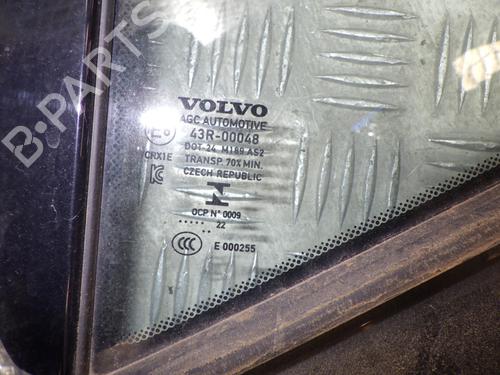 B-PARTS
VOLVO
AGC AUTOMOTIVE
43R-00048
DOT 24 M189 AS2
TRANSP 70% MIN.
CZECH REPUBLIC
CRX1E
OCP N° 0009
22
E 000255